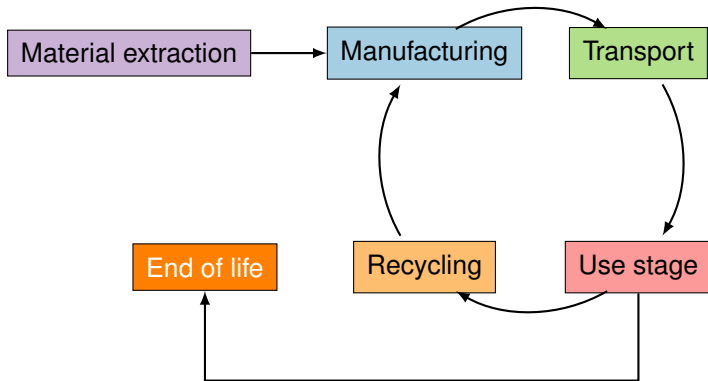 Material extraction
Manufacturing
Transport
End of life
Recycling
Use stage